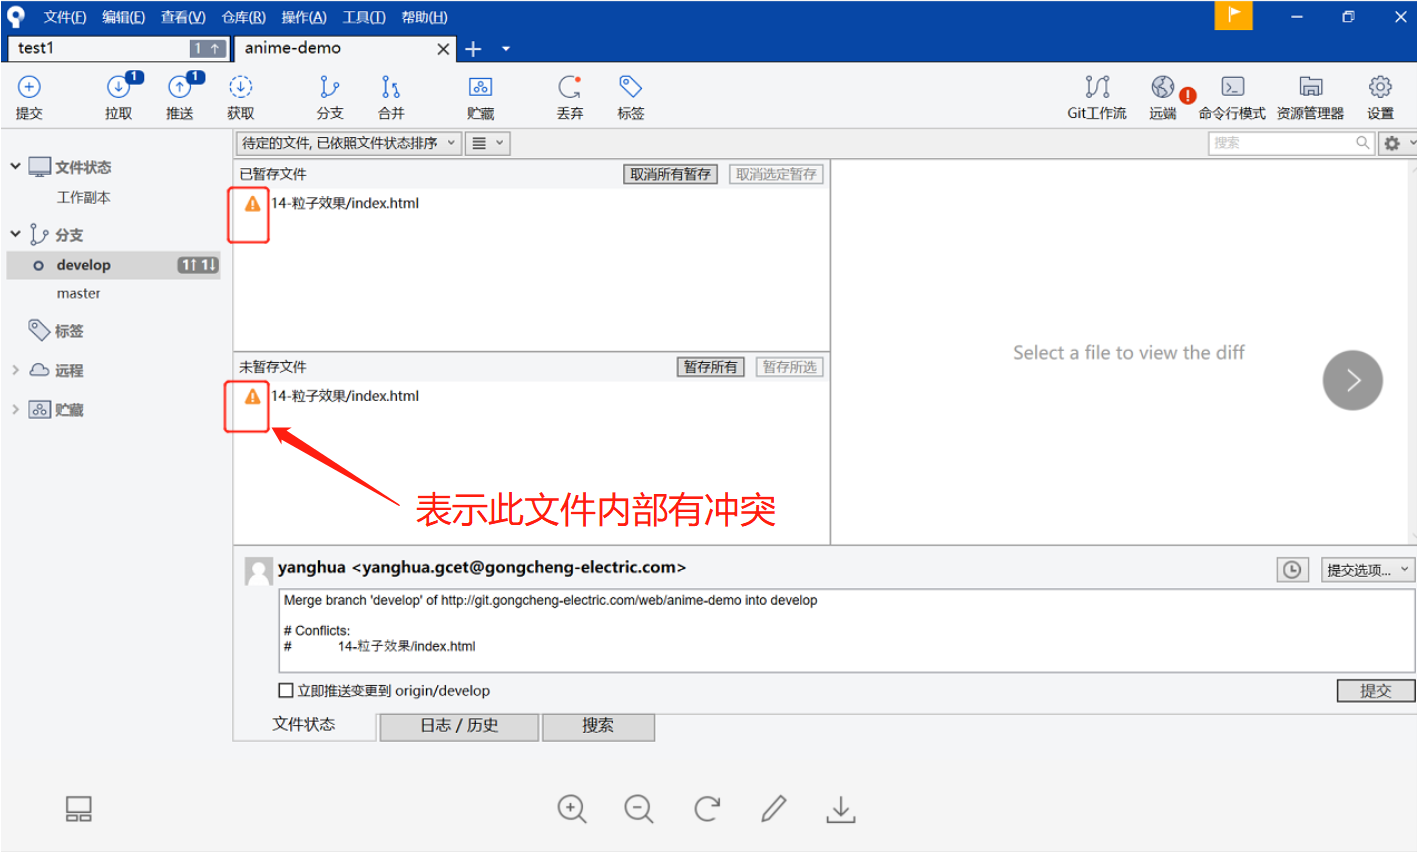 文件(F) 编辑(E) 查看(V) 仓库(R) 操作(A) 工具(T) 帮助(H)
test1 1↑ anime-demo
提交 拉取 1 推送 1 获取 分支 合并 贮藏 丢弃 标签 Git工作流 远端 命令行模式 资源管理器 设置
待定的文件, 已依照文件状态排序 搜索
文件状态
工作副本
分支
develop 1↑ 1↓
master
标签
远程
贮藏
已暂存文件 取消所有暂存 取消选定暂存
14-粒子效果/index.html
未暂存文件 暂存所有 暂存所选
14-粒子效果/index.html
表示此文件内部有冲突
Select a file to view the diff
yanghua <yanghua.gcet@gongcheng-electric.com> 提交选项...
Merge branch 'develop' of http://git.gongcheng-electric.com/web/anime-demo into develop
# Conflicts:
# 14-粒子效果/index.html
立即推送变更到 origin/develop 提交
文件状态 日志 / 历史 搜索